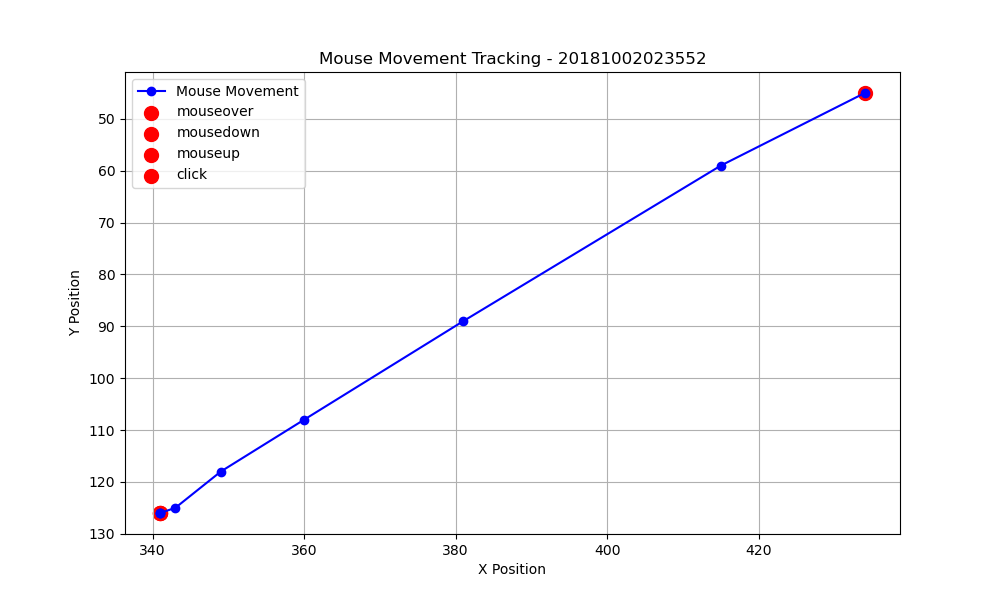 Mouse Movement Tracking - 20181002023552
Mouse Movement
mouseover
mousedown
mouseup
click
50
60
70
80
90
100
110
120
130
Y Position
340
360
380
400
420
X Position